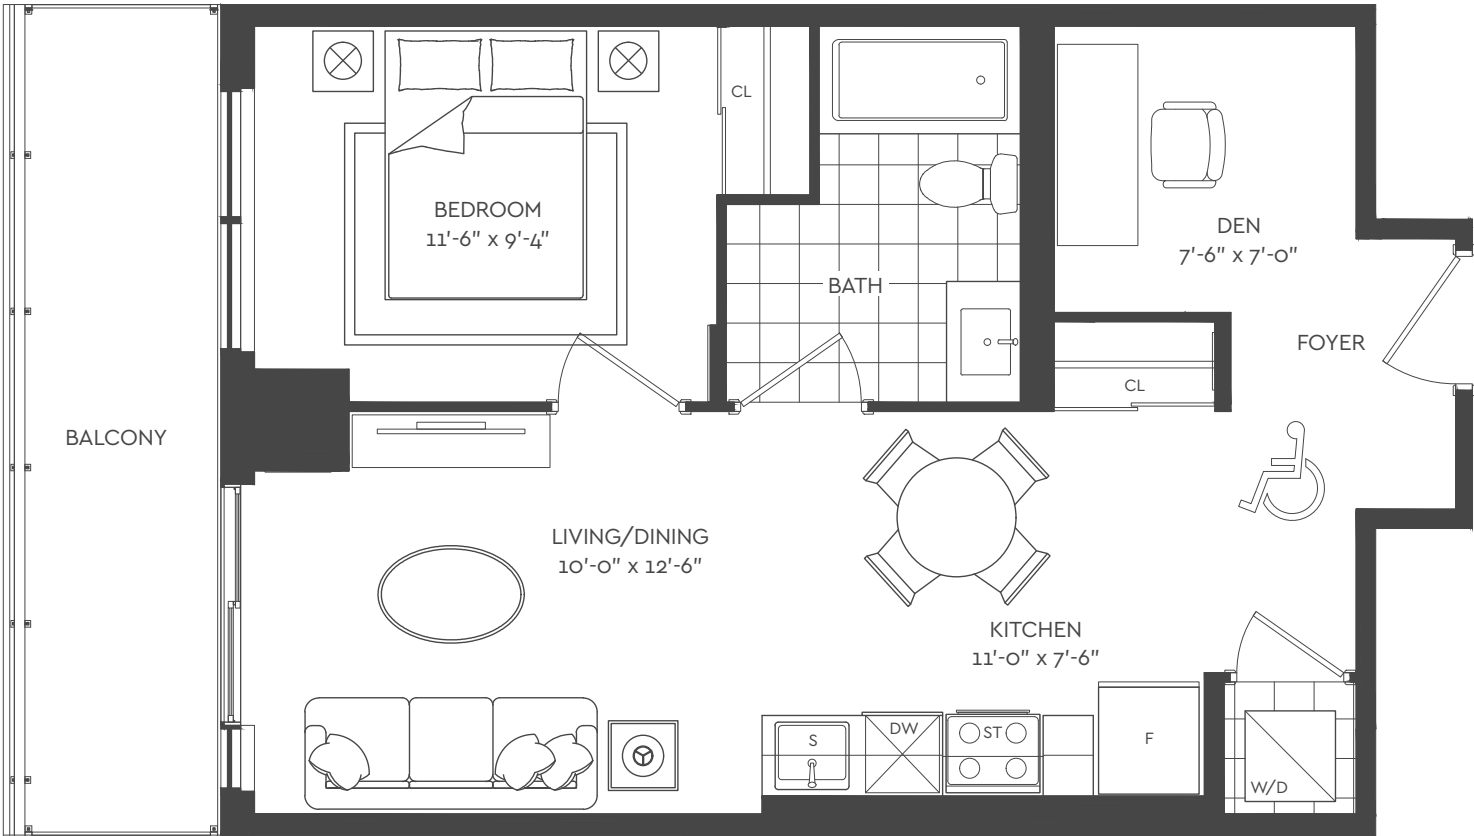 CL
BEDROOM
11'-6" x 9'-4"
DEN
7'-6" x 7'-0"
BATH
FOYER
CL
BALCONY
LIVING/DINING
10'-0" x 12'-6"
KITCHEN
11'-0" x 7'-6"
S
DW
ST
F
W/D